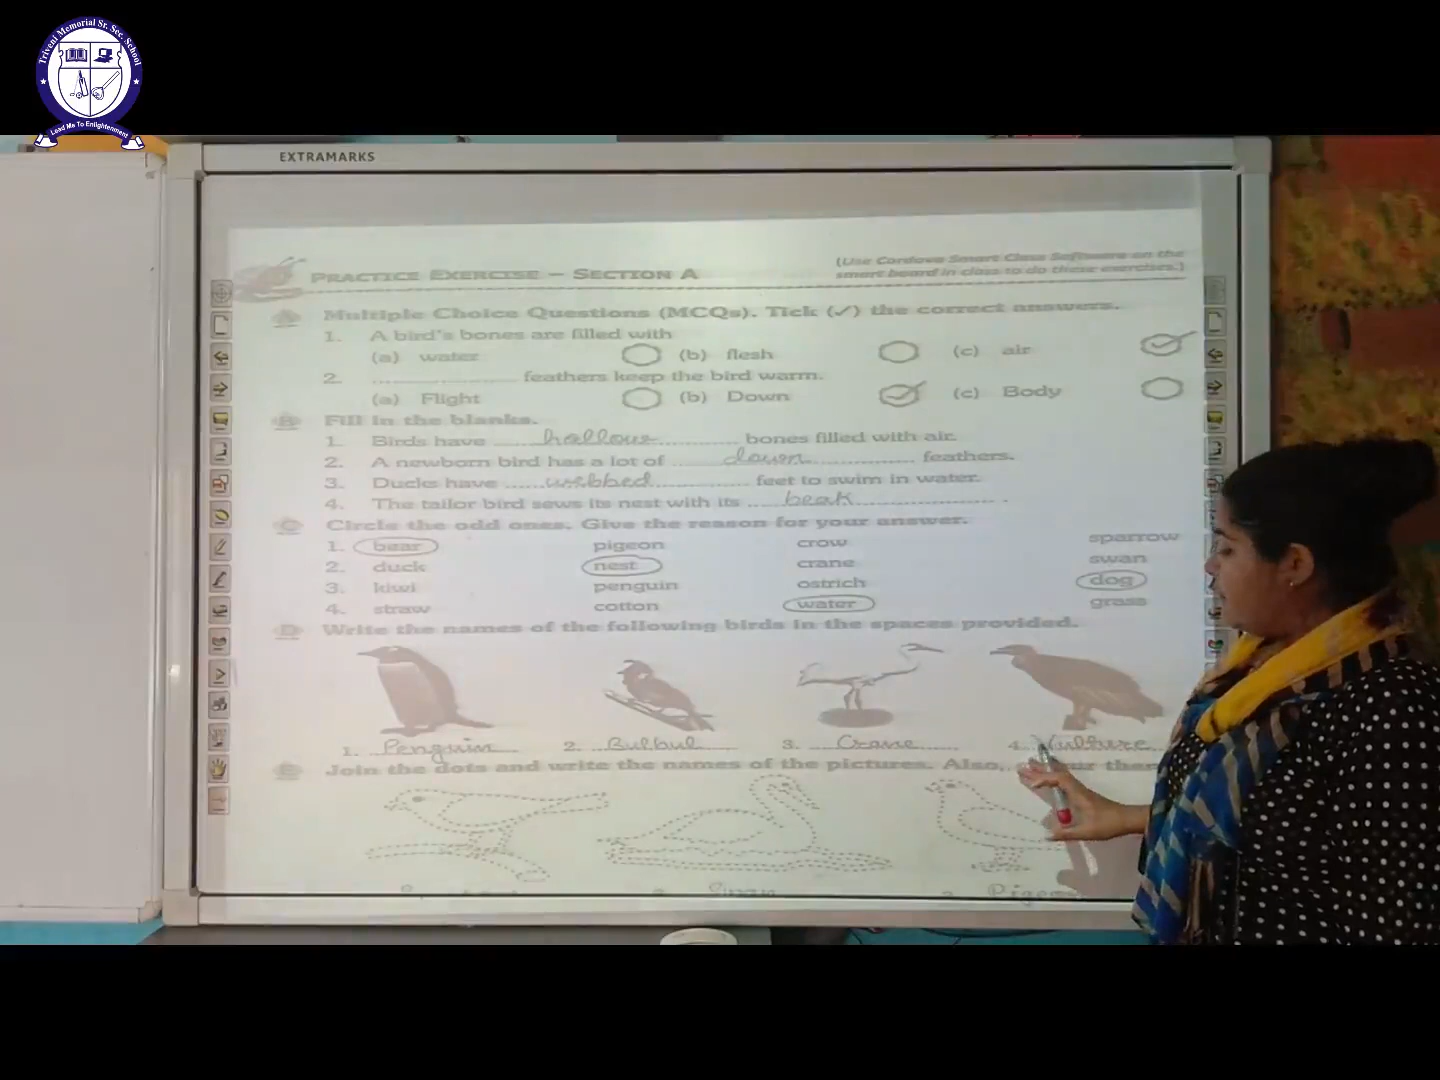 Triveni Memorial Sr. Sec. School
Lead Me To Enlightenment
EXTRAMARKS
PRACTICE EXERCISE – SECTION A
(Use Cordova Smart Class Software on the
smart board in class to do these exercises.)
A Multiple Choice Questions (MCQs). Tick (✓) the correct answers.
1. A bird's bones are filled with
(a) water (b) flesh (c) air ✓
2. .................... feathers keep the bird warm.
(a) Flight (b) Down ✓ (c) Body
B Fill in the blanks.
1. Birds have hallow bones filled with air.
2. A newborn bird has a lot of down feathers.
3. Ducks have webbed feet to swim in water.
4. The tailor bird sews its nest with its beak .
C Circle the odd ones. Give the reason for your answer.
1. bear pigeon crow sparrow
2. duck nest crane swan
3. kiwi penguin ostrich dog
4. straw cotton water grass
D Write the names of the following birds in the spaces provided.
1. Penguin 2. Bulbul 3. Crane 4. Vulture
E Join the dots and write the names of the pictures. Also,
Swan Pigeon